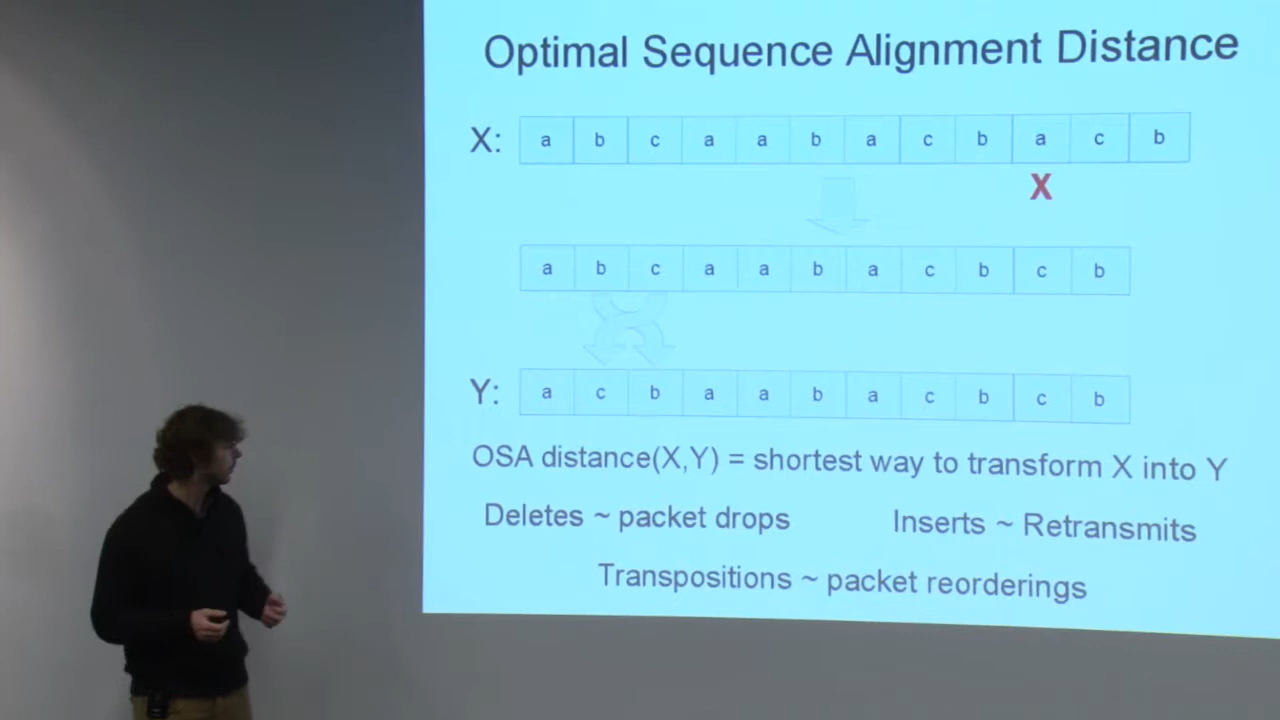 Optimal Sequence Alignment Distance
X: a b c a a b a c b a c b
X
a b c a a b a c b c b
Y: a c b a a b a c b c b
OSA distance(X,Y) = shortest way to transform X into Y
Deletes ~ packet drops Inserts ~ Retransmits
Transpositions ~ packet reorderings